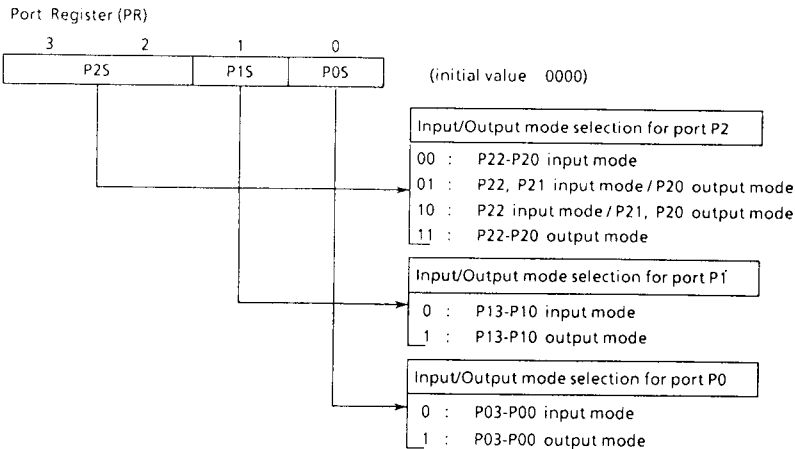 Port Register (PR)
3 2 1 0
P2S P1S P0S
(initial value 0000)
Input/Output mode selection for port P2
00 : P22-P20 input mode
01 : P22, P21 input mode / P20 output mode
10 : P22 input mode / P21, P20 output mode
11 : P22-P20 output mode
Input/Output mode selection for port P1
0 : P13-P10 input mode
1 : P13-P10 output mode
Input/Output mode selection for port P0
0 : P03-P00 input mode
1 : P03-P00 output mode